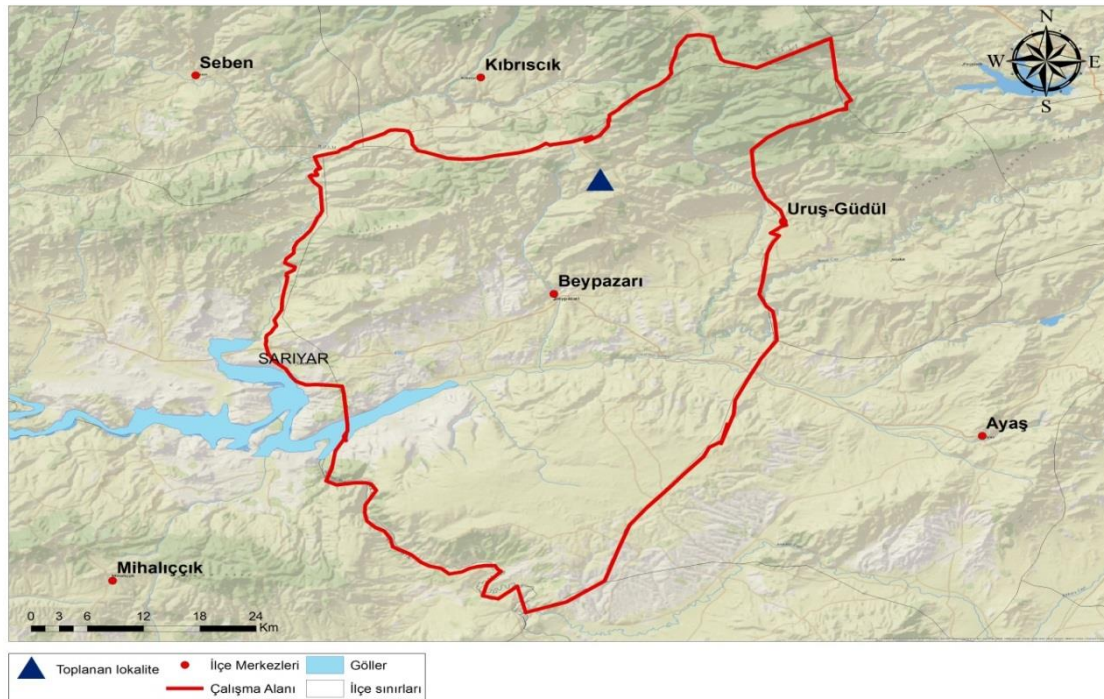 N
Seben
Kıbrıscık
W
E
S
Uruş-Güdül
Beypazarı
SARIYAR
Ayaş
Mihalıççık
0 3 6 12 18 24
Km
Toplanan lokalite
İlçe Merkezleri
Göller
Çalışma Alanı
İlçe sınırları